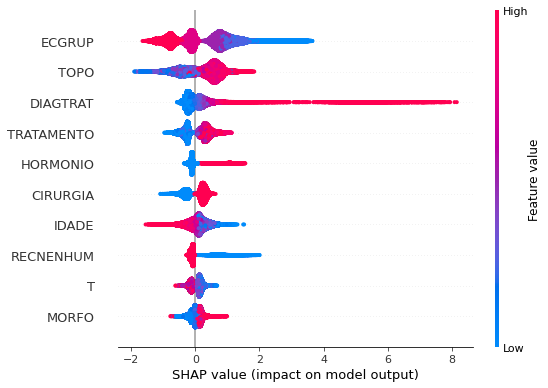 High
ECGRUP
TOPO
DIAGTRAT
TRATAMENTO
HORMONIO
CIRURGIA
IDADE
RECNENHUM
T
MORFO
Feature value
Low
−2 0 2 4 6 8
SHAP value (impact on model output)